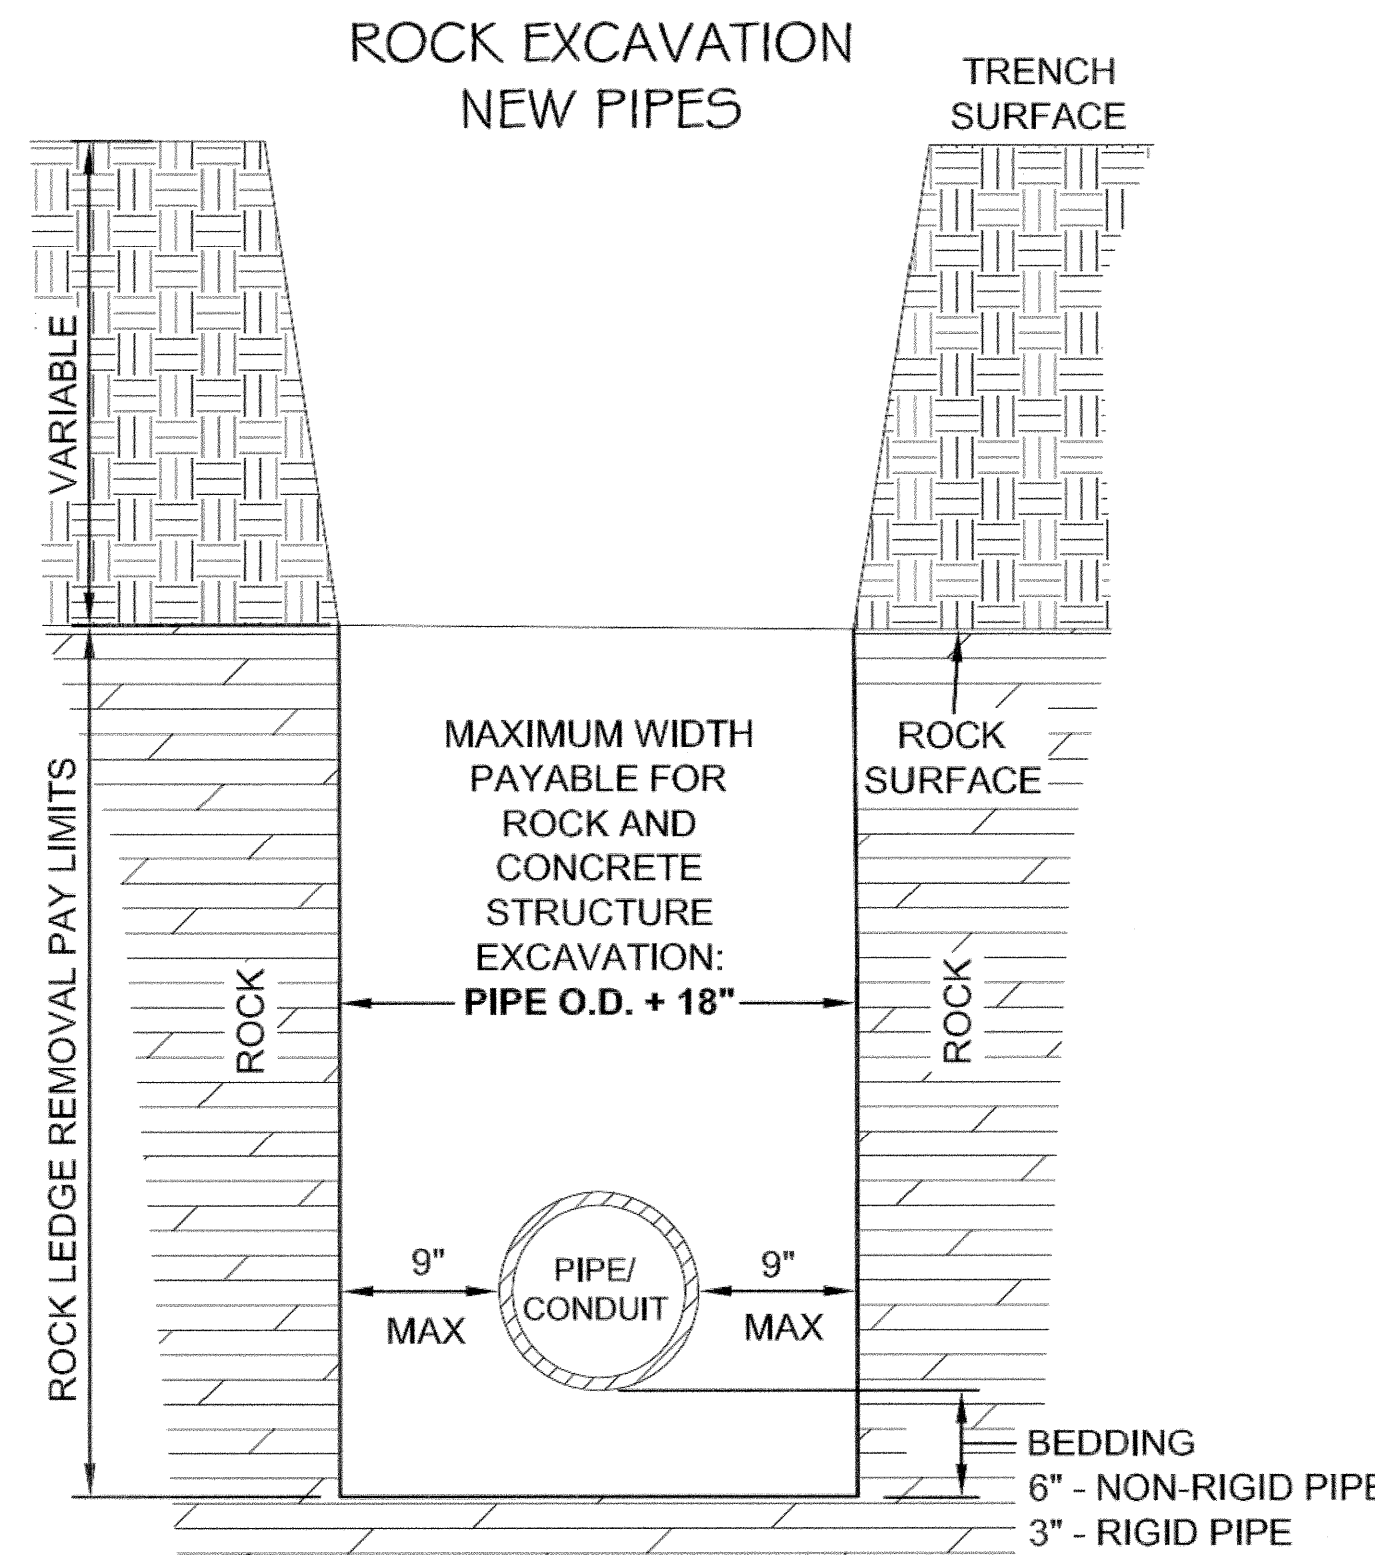 ROCK EXCAVATION
NEW PIPES
TRENCH
SURFACE
VARIABLE
ROCK LEDGE REMOVAL PAY LIMITS
MAXIMUM WIDTH
PAYABLE FOR
ROCK AND
CONCRETE
STRUCTURE
EXCAVATION:
PIPE O.D. + 18"
ROCK
SURFACE
ROCK
ROCK
9"
MAX
PIPE/
CONDUIT
9"
MAX
BEDDING
6" - NON-RIGID PIPE
3" - RIGID PIPE